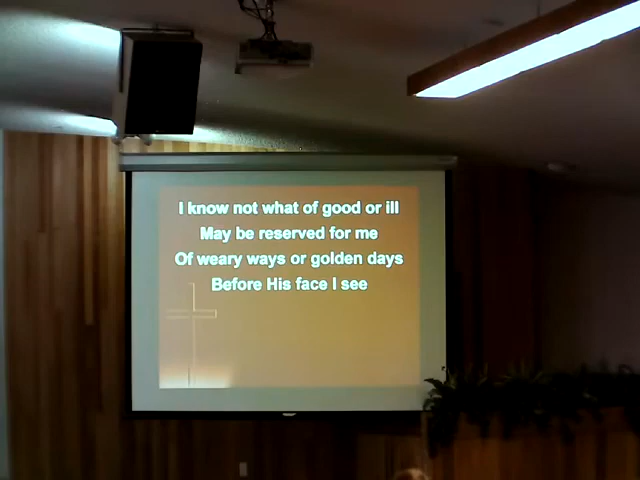 I know not what of good or ill
May be reserved for me
Of weary ways or golden days
Before His face I see